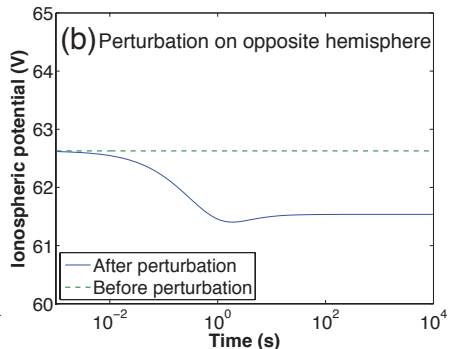 (b) Perturbation on opposite hemisphere
Ionospheric potential (V)
65
64
63
62
61
60
After perturbation
Before perturbation
10^-2
10^0
10^2
10^4
Time (s)